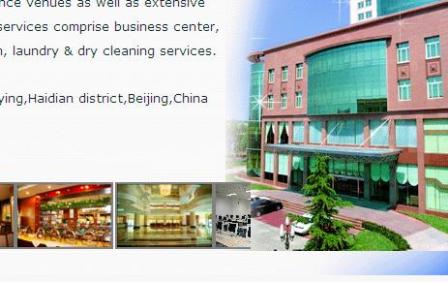 nce venues as well as extensive
services comprise business center,
, laundry & dry cleaning services.
ying,Haidian district,Beijing,China